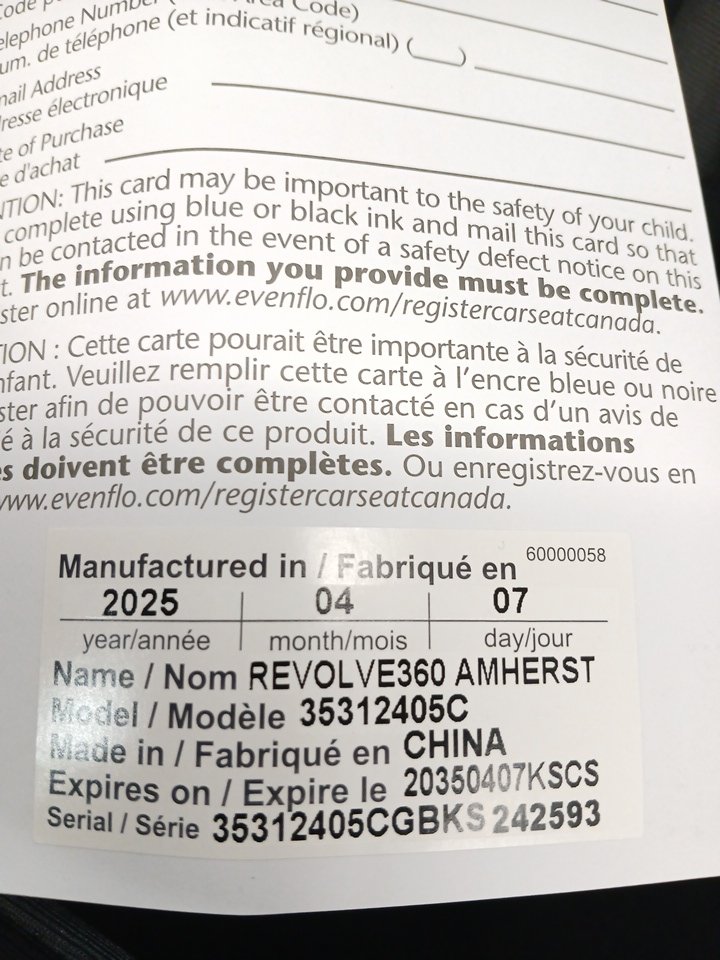 Telephone Number (Area Code)
um. de téléphone (et indicatif régional) (
)
mail Address
resse électronique
te of Purchase
e d'achat
TION: This card may be important to the safety of your child.
complete using blue or black ink and mail this card so that
n be contacted in the event of a safety defect notice on this
t. The information you provide must be complete.
ster online at www.evenflo.com/registercarseatcanada.
TION : Cette carte pourait être importante à la sécurité de
nfant. Veuillez remplir cette carte à l'encre bleue ou noire
ster afin de pouvoir être contacté en cas d'un avis de
é à la sécurité de ce produit. Les informations
s doivent être complètes. Ou enregistrez-vous en
www.evenflo.com/registercarseatcanada.
Manufactured in / Fabriqué en 60000058
2025 04 07
year/année month/mois day/jour
Name / Nom REVOLVE360 AMHERST
Model / Modèle 35312405C
Made in / Fabriqué en CHINA
Expires on / Expire le 20350407KSCS
Serial / Série 35312405CGBKS 242593